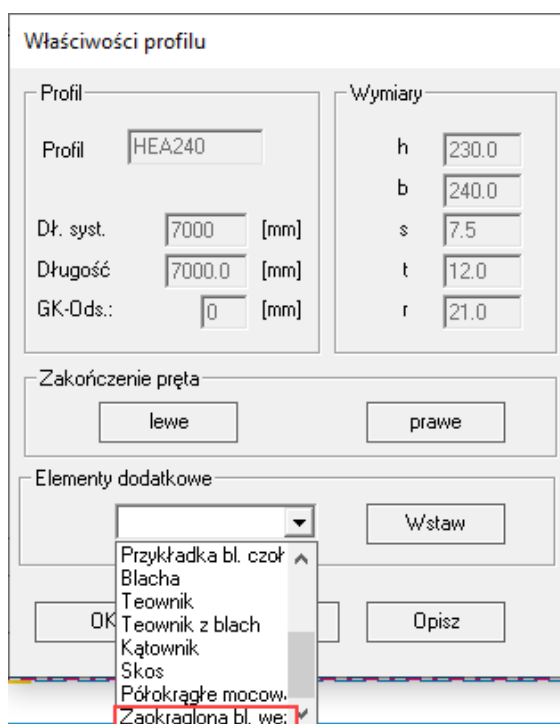 Właściwości profilu
Profil
Profil HEA240
Dł. syst. 7000 [mm]
Długość 7000.0 [mm]
GK-Ods.: 0 [mm]
Wymiary
h 230.0
b 240.0
s 7.5
t 12.0
r 21.0
Zakończenie pręta
lewe prawe
Elementy dodatkowe
Wstaw
Przykładka bl. czoł
Blacha
Teownik
Teownik z blach
Kątownik
Skos
Półokrągłe mocow
Zaokrąglona bl. wę
OK Opisz